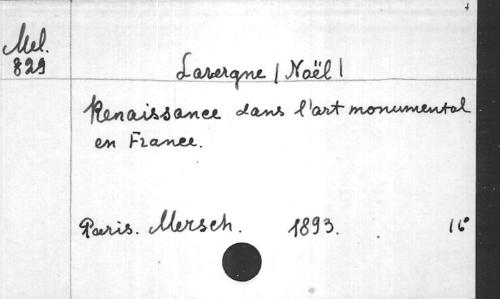 Mel.
829
Lavergne (Noël)
Renaissance dans l'art monumental
en France.
Paris. Mersch. 1893. 16°